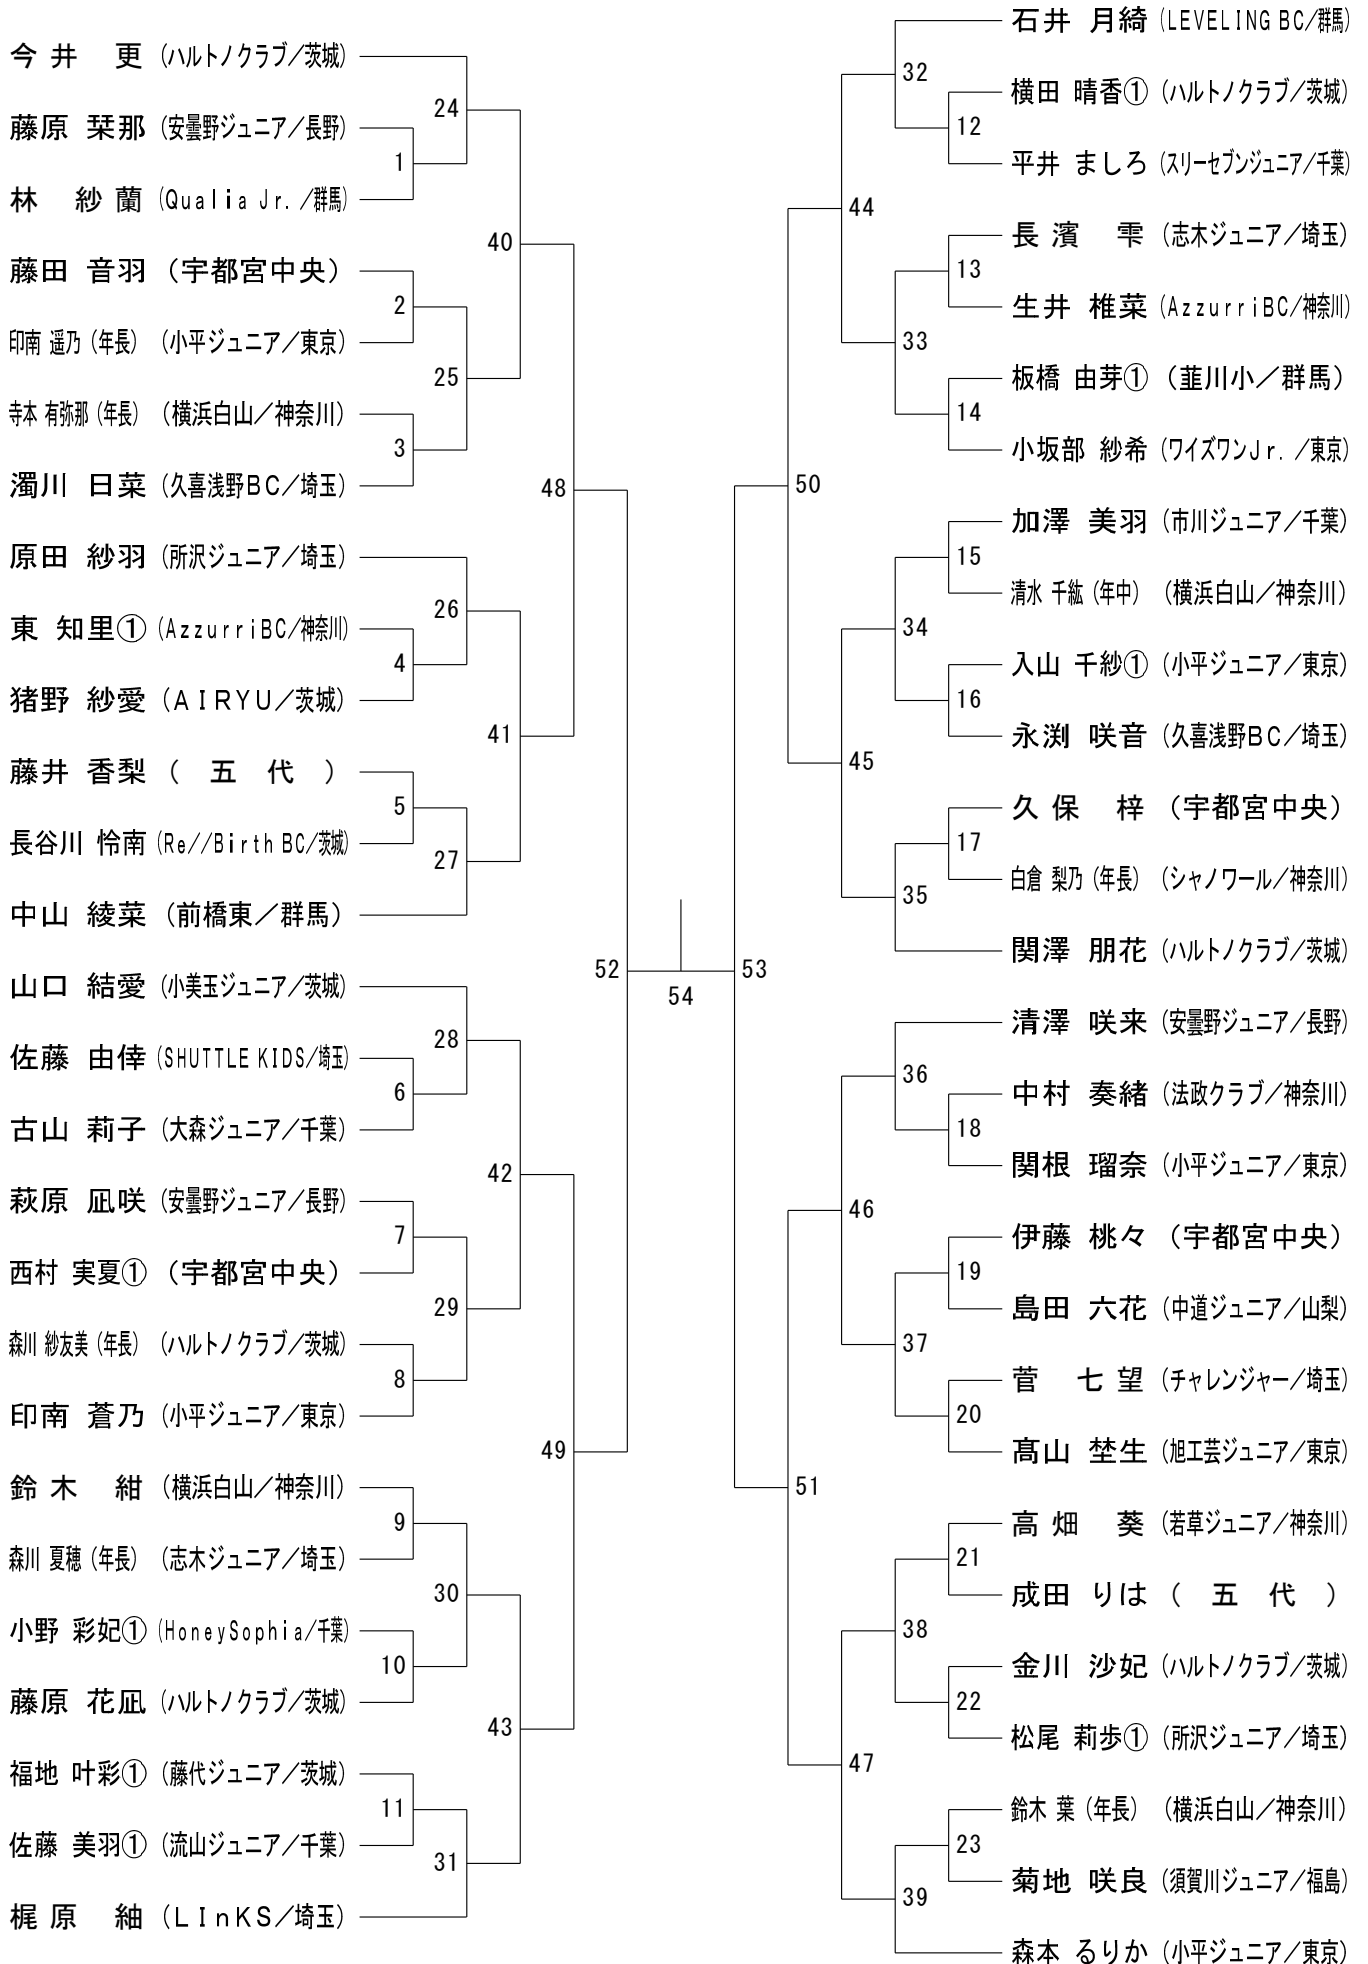 今井 更 (ハルトノクラブ/茨城)
藤原 栞那 (安曇野ジュニア/長野)
林 紗蘭 (Qualia Jr./群馬)
藤田 音羽 (宇都宮中央)
印南 遥乃 (年長) (小平ジュニア/東京)
寺本 有弥那 (年長) (横浜白山/神奈川)
濁川 日菜 (久喜浅野BC/埼玉)
原田 紗羽 (所沢ジュニア/埼玉)
東 知里① (AzzurriBC/神奈川)
猪野 紗愛 (AIRYU/茨城)
藤井 香梨 (五代)
長谷川 怜南 (Re//Birth BC/茨城)
中山 綾菜 (前橋東/群馬)
山口 結愛 (小美玉ジュニア/茨城)
佐藤 由倖 (SHUTTLE KIDS/埼玉)
古山 莉子 (大森ジュニア/千葉)
萩原 凪咲 (安曇野ジュニア/長野)
西村 実夏① (宇都宮中央)
森川 紗友美 (年長) (ハルトノクラブ/茨城)
印南 蒼乃 (小平ジュニア/東京)
鈴木 紺 (横浜白山/神奈川)
森川 夏穂 (年長) (志木ジュニア/埼玉)
小野 彩妃① (HoneySophia/千葉)
藤原 花凪 (ハルトノクラブ/茨城)
福地 叶彩① (藤代ジュニア/茨城)
佐藤 美羽① (流山ジュニア/千葉)
梶原 紬 (LInKS/埼玉)
1
2
3
4
5
6
7
8
9
10
11
24
25
26
27
28
29
30
31
40
41
42
43
48
49
52
54
53
50
51
44
45
46
47
32
33
34
35
36
37
38
39
12
13
14
15
16
17
18
19
20
21
22
23
石井 月綺 (LEVELING BC/群馬)
横田 晴香① (ハルトノクラブ/茨城)
平井 ましろ (スリーセブンジュニア/千葉)
長濱 雫 (志木ジュニア/埼玉)
生井 椎菜 (AzzurriBC/神奈川)
板橋 由芽① (韮川小/群馬)
小坂部 紗希 (ワイズワンJr./東京)
加澤 美羽 (市川ジュニア/千葉)
清水 千紘 (年中) (横浜白山/神奈川)
入山 千紗① (小平ジュニア/東京)
永渕 咲音 (久喜浅野BC/埼玉)
久保 梓 (宇都宮中央)
白倉 梨乃 (年長) (シャノワール/神奈川)
関澤 朋花 (ハルトノクラブ/茨城)
清澤 咲来 (安曇野ジュニア/長野)
中村 奏緒 (法政クラブ/神奈川)
関根 瑠奈 (小平ジュニア/東京)
伊藤 桃々 (宇都宮中央)
島田 六花 (中道ジュニア/山梨)
菅 七望 (チャレンジャー/埼玉)
髙山 埜生 (旭工芸ジュニア/東京)
高畑 葵 (若草ジュニア/神奈川)
成田 りは (五代)
金川 沙妃 (ハルトノクラブ/茨城)
松尾 莉歩① (所沢ジュニア/埼玉)
鈴木 葉 (年長) (横浜白山/神奈川)
菊地 咲良 (須賀川ジュニア/福島)
森本 るりか (小平ジュニア/東京)